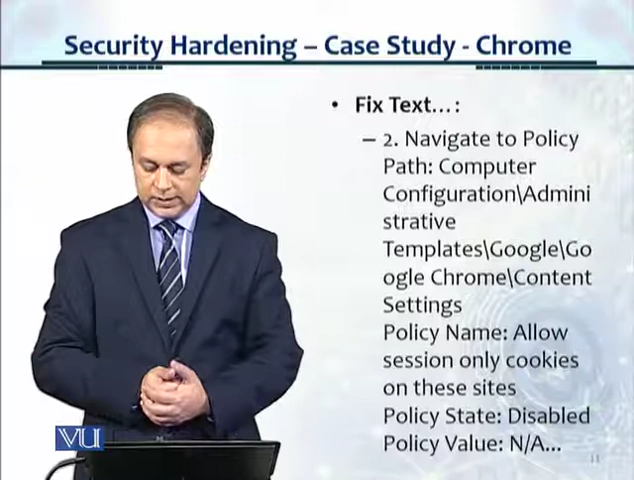 Security Hardening – Case Study - Chrome
• Fix Text…:
– 2. Navigate to Policy
Path: Computer
Configuration\Admini
strative
Templates\Google\Go
ogle Chrome\Content
Settings
Policy Name: Allow
session only cookies
on these sites
Policy State: Disabled
Policy Value: N/A…
VU
11